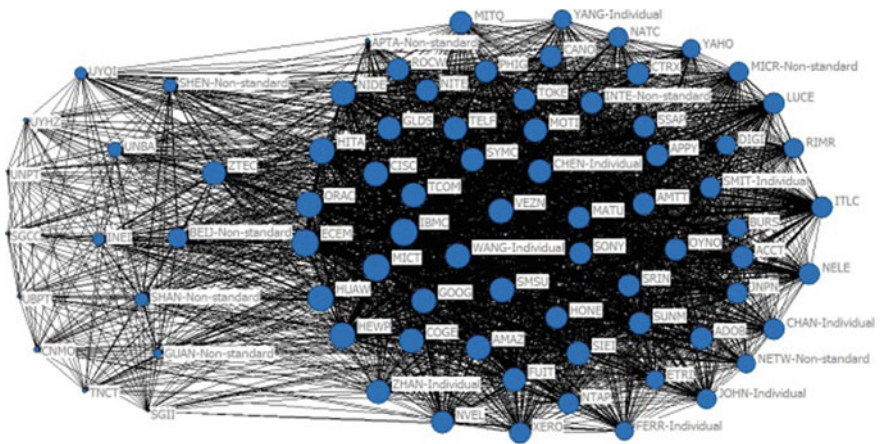 MITQ
YANG-Individual
APTA-Non-standard
NATC
YAHO
UYQI
SHEN-Non-standard
ROCW
PHIG
CANO
CTRX
MICR-Non-standard
NIDE
NITE
TOKE
INTE-Non-standard
LUCE
UYHZ
UNBA
HITA
GLDS
TELF
MOTI
SSAP
DIGI
RIMR
UNPT
ZTEC
CISC
SYMC
CHEN-Individual
APPY
SMIT-Individual
ORAC
TCOM
VEZN
MATU
AMTT
ITLC
SGCC
INET
BEIJ-Non-standard
ECEM
IBMC
WANG-Individual
SONY
OYNO
BURS
ACCT
MICT
NELE
UBPT
SHAN-Non-standard
HUAW
GOOG
SMSU
SRIN
JNPN
HONE
SUNM
CHAN-Individual
CNMO
GUAN-Non-standard
HEWP
COGE
AMAZ
SIEI
ADOB
NETW-Non-standard
TNCT
ZHAN-Individual
FUIT
ETRI
JOHN-Individual
SGII
NVEL
XERO
NTAP
FERR-Individual